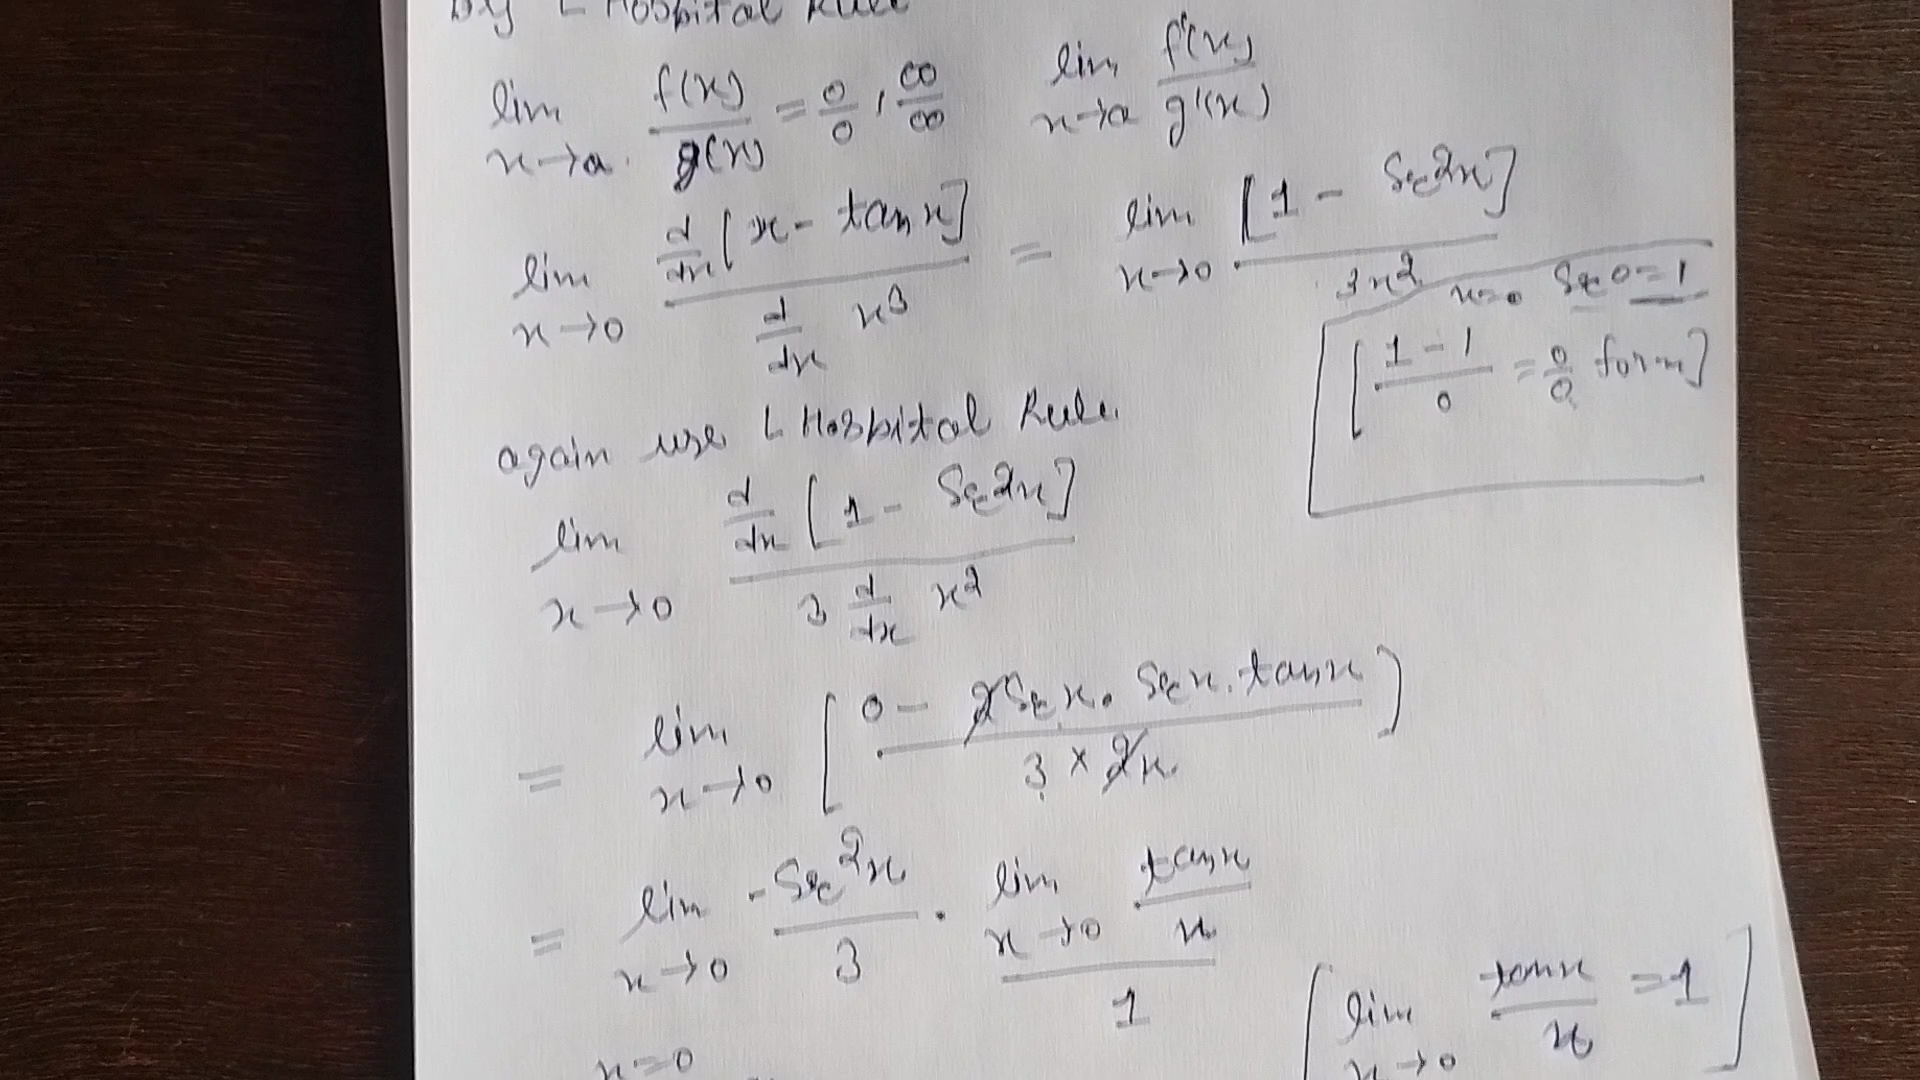 By L Hospital Rule
lim x→a f(x)/g(x) = 0/0, ∞/∞ lim x→a f'(x)/g'(x)
lim x→0 d/dx [x - tan x] / d/dx x³ = lim x→0 [1 - Sec²x] / 3x²
x=0 Sec 0 = 1
[1-1/0 = 0/0 form]
again use L Hospital Rule.
lim x→0 d/dx [1 - Sec²x] / 3 d/dx x²
= lim x→0 [0 - 2Sec x. Sec x. tan x / 3 × 2x]
= lim x→0 -Sec²x/3 . lim x→0 tan x/x
1
[lim x→0 tan x/x = 1]
x=0